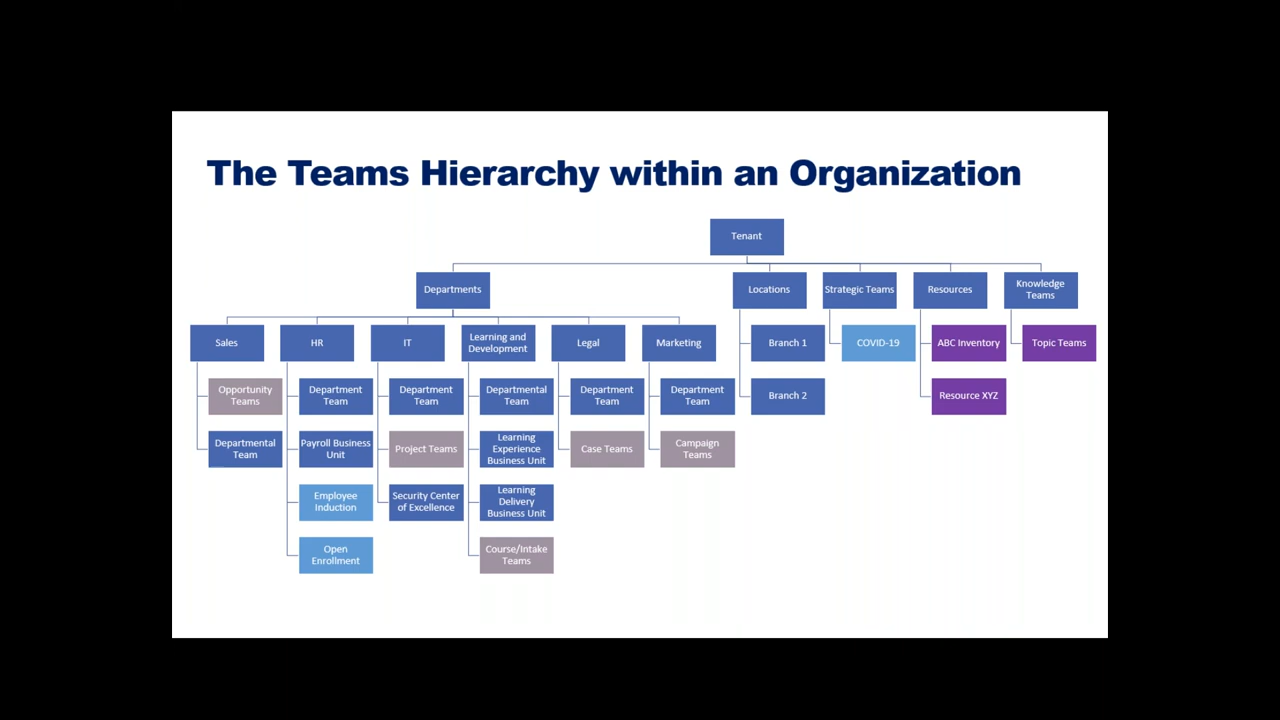 The Teams Hierarchy within an Organization
Tenant
Departments
Locations
Strategic Teams
Resources
Knowledge
Teams
Sales
HR
IT
Learning and
Development
Legal
Marketing
Branch 1
COVID-19
ABC Inventory
Topic Teams
Opportunity
Teams
Department
Team
Department
Team
Departmental
Team
Department
Team
Department
Team
Branch 2
Resource XYZ
Departmental
Team
Payroll Business
Unit
Project Teams
Learning
Experience
Business Unit
Case Teams
Campaign
Teams
Employee
Induction
Security Center
of Excellence
Learning
Delivery
Business Unit
Open
Enrollment
Course/Intake
Teams